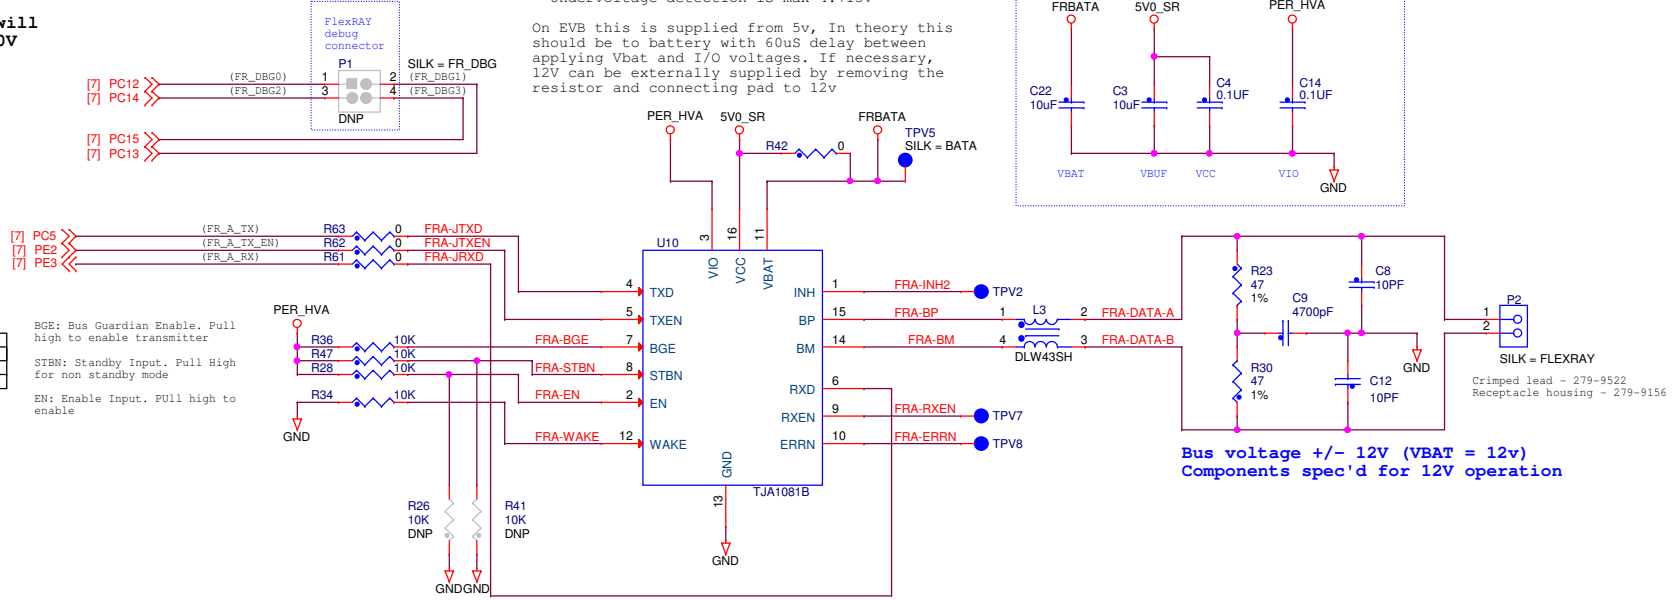 will
0V
FlexRAY
debug
connector
P1
SILK = FR_DBG
[7] PC12
(FR_DBG0)
1
2
(FR_DBG1)
[7] PC14
(FR_DBG2)
3
4
(FR_DBG3)
DNP
[7] PC15
[7] PC13
On EVB this is supplied from 5v, In theory this
should be to battery with 60uS delay between
applying Vbat and I/O voltages. If necessary,
12V can be externally supplied by removing the
resistor and connecting pad to 12v
PER_HVA
5V0_SR
FRBATA
TPV5
SILK = BATA
R42
0
FRBATA
5V0_SR
PER_HVA
C22
10uF
C3
10uF
C4
0.1UF
C14
0.1UF
VBAT
VBUF
VCC
VIO
GND
[7] PC5
(FR_A_TX)
R63
0
FRA-JTXD
[7] PE2
(FR_A_TX_EN)
R62
0
FRA-JTXEN
[7] PE3
(FR_A_RX)
R61
0
FRA-JRXD
U10
3
16
11
VIO
VCC
VBAT
4
TXD
5
TXEN
7
BGE
8
STBN
2
EN
12
WAKE
GND
13
TJA1081B
GND
INH
1
FRA-INH2
TPV2
BP
15
FRA-BP
BM
14
FRA-BM
RXD
6
RXEN
9
FRA-RXEN
TPV7
ERRN
10
FRA-ERRN
TPV8
L3
1
2
4
3
DLW43SH
FRA-DATA-A
FRA-DATA-B
PER_HVA
R36
10K
FRA-BGE
R47
10K
FRA-STBN
R28
10K
FRA-EN
R34
10K
FRA-WAKE
GND
BGE: Bus Guardian Enable. Pull
high to enable transmitter
STBN: Standby Input. Pull High
for non standby mode
EN: Enable Input. PUll high to
enable
R26
10K
DNP
R41
10K
DNP
GND
GND
R23
47
1%
R30
47
1%
C9
4700pF
C8
10PF
C12
10PF
GND
P2
1
2
SILK = FLEXRAY
Crimped lead - 279-9522
Receptacle housing - 279-9156
Bus voltage +/- 12V (VBAT = 12v)
Components spec'd for 12V operation